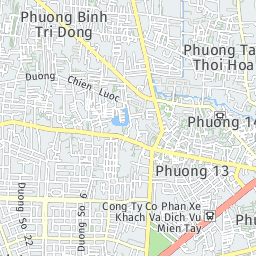 Phuong Binh
Tri Dong
Phuong Ta
Thoi Hoa
Duong
Chien Luoc
Phuong 14
Phuong 13
Cong Ty Co Phan Xe
Khach Va Dich Vu
Mien Tay
Duong So 22
Duong So 9